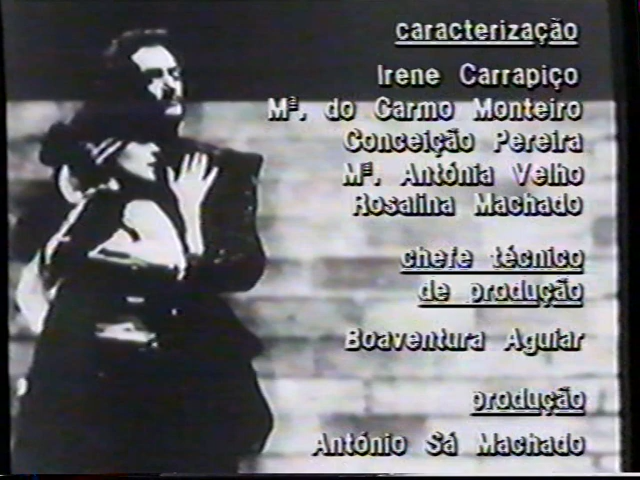 caracterização
Irene Carrapiço
Mª. do Carmo Monteiro
Conceição Pereira
Mª. Antónia Velho
Rosalina Machado
chefe técnico
de produção
Boaventura Aguiar
produção
António Sá Machado